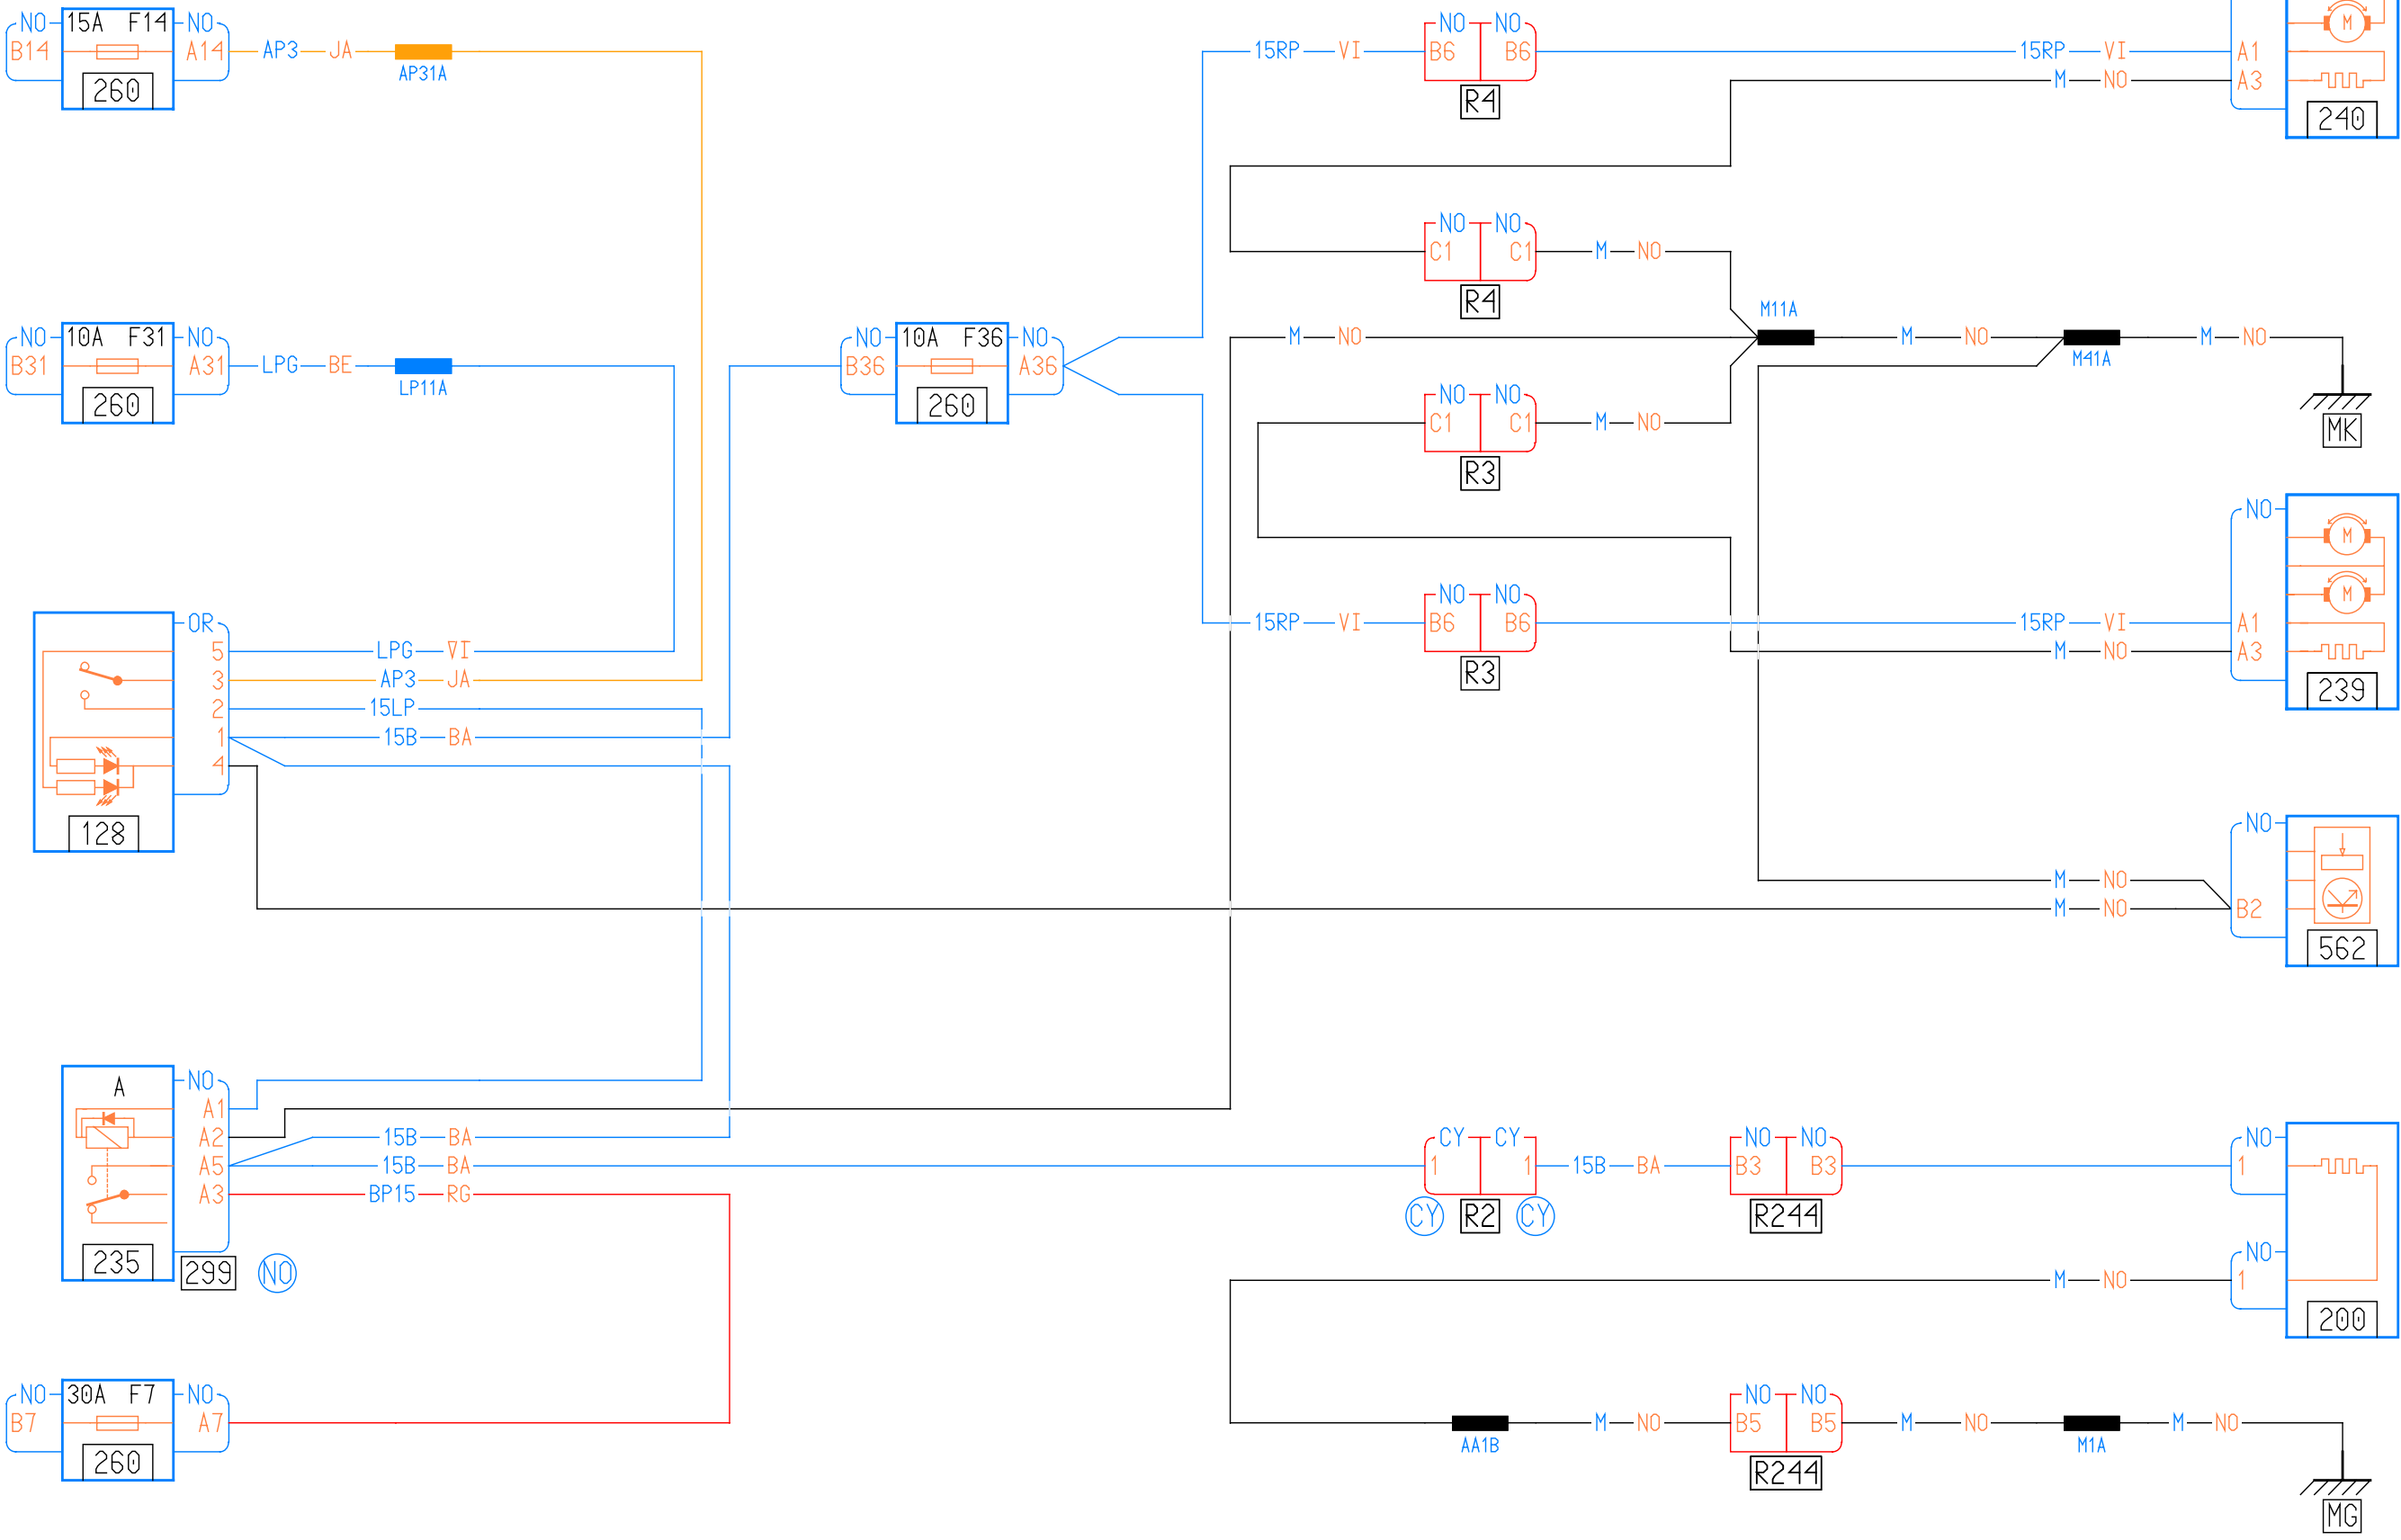 NO 15A F14 NO
B14 A14 AP3 JA
AP31A
260
15RP VI
NO NO
B6 B6
R4
15RP VI A1
M NO A3
M
240
NO NO
C1 C1 M NO
R4
NO 10A F31 NO
B31 A31 LPG BE
LP11A
260
NO 10A F36 NO
B36 A36
260
M NO
M11A
M NO
M41A
M NO
MK
NO NO
C1 C1 M NO
R3
NO
M
M
15RP VI
NO NO
B6 B6
R3
15RP VI A1
M NO A3
239
OR
5 LPG VI
3 AP3 JA
2 15LP
1 15B BA
4
128
NO
M NO
M NO B2
562
A NO
A1
A2 15B BA
A5 15B BA
A3 BP15 RG
235
299 NO
CY CY
1 1
CY R2 CY
15B BA
NO NO
B3 B3
R244
NO
1
NO
M NO 1
200
NO 30A F7 NO
B7 A7
260
AA1B
M NO
NO NO
B5 B5
R244
M NO
M1A
M NO
MG